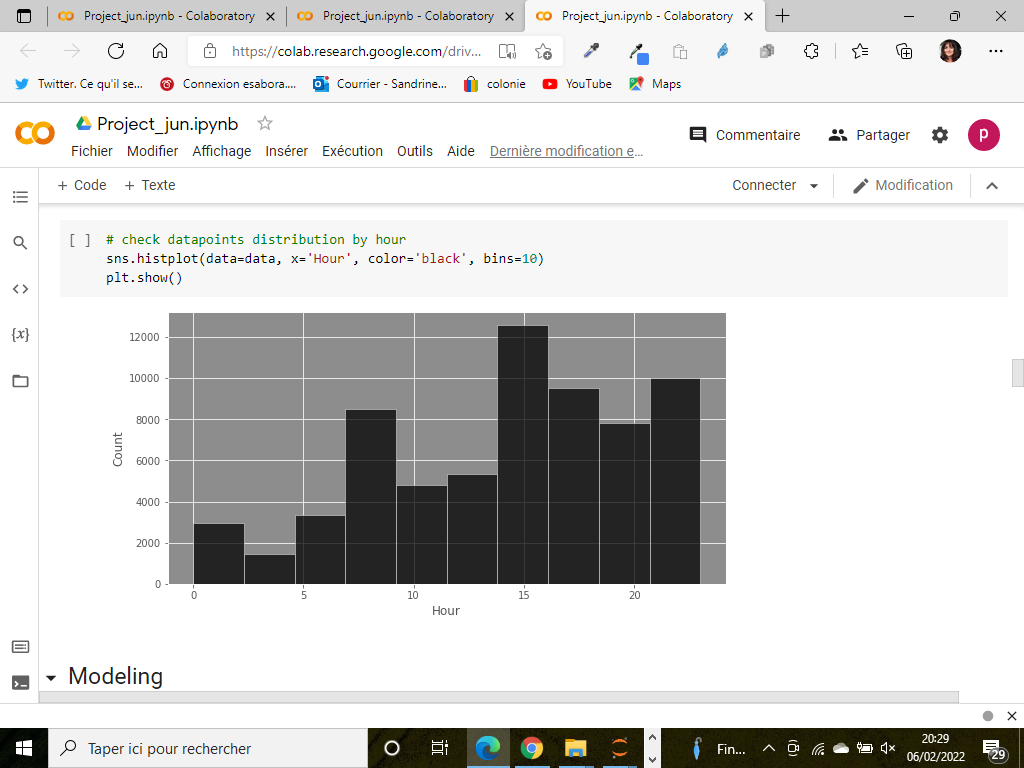 Project_jun.ipynb - Colaboratory
Project_jun.ipynb - Colaboratory
Project_jun.ipynb - Colaboratory
https://colab.research.google.com/driv...
Twitter. Ce qu'il se...
Connexion esabora....
Courrier - Sandrine...
colonie
YouTube
Maps
Project_jun.ipynb
Commentaire
Partager
P
Fichier Modifier Affichage Insérer Exécution Outils Aide Dernière modification e...
+ Code + Texte
Connecter
Modification
{x}
[ ] # check datapoints distribution by hour
sns.histplot(data=data, x='Hour', color='black', bins=10)
plt.show()
12000
10000
8000
6000
4000
2000
0
Count
0 5 10 15 20
Hour
Modeling
Taper ici pour rechercher
Fin...
20:29
06/02/2022
29